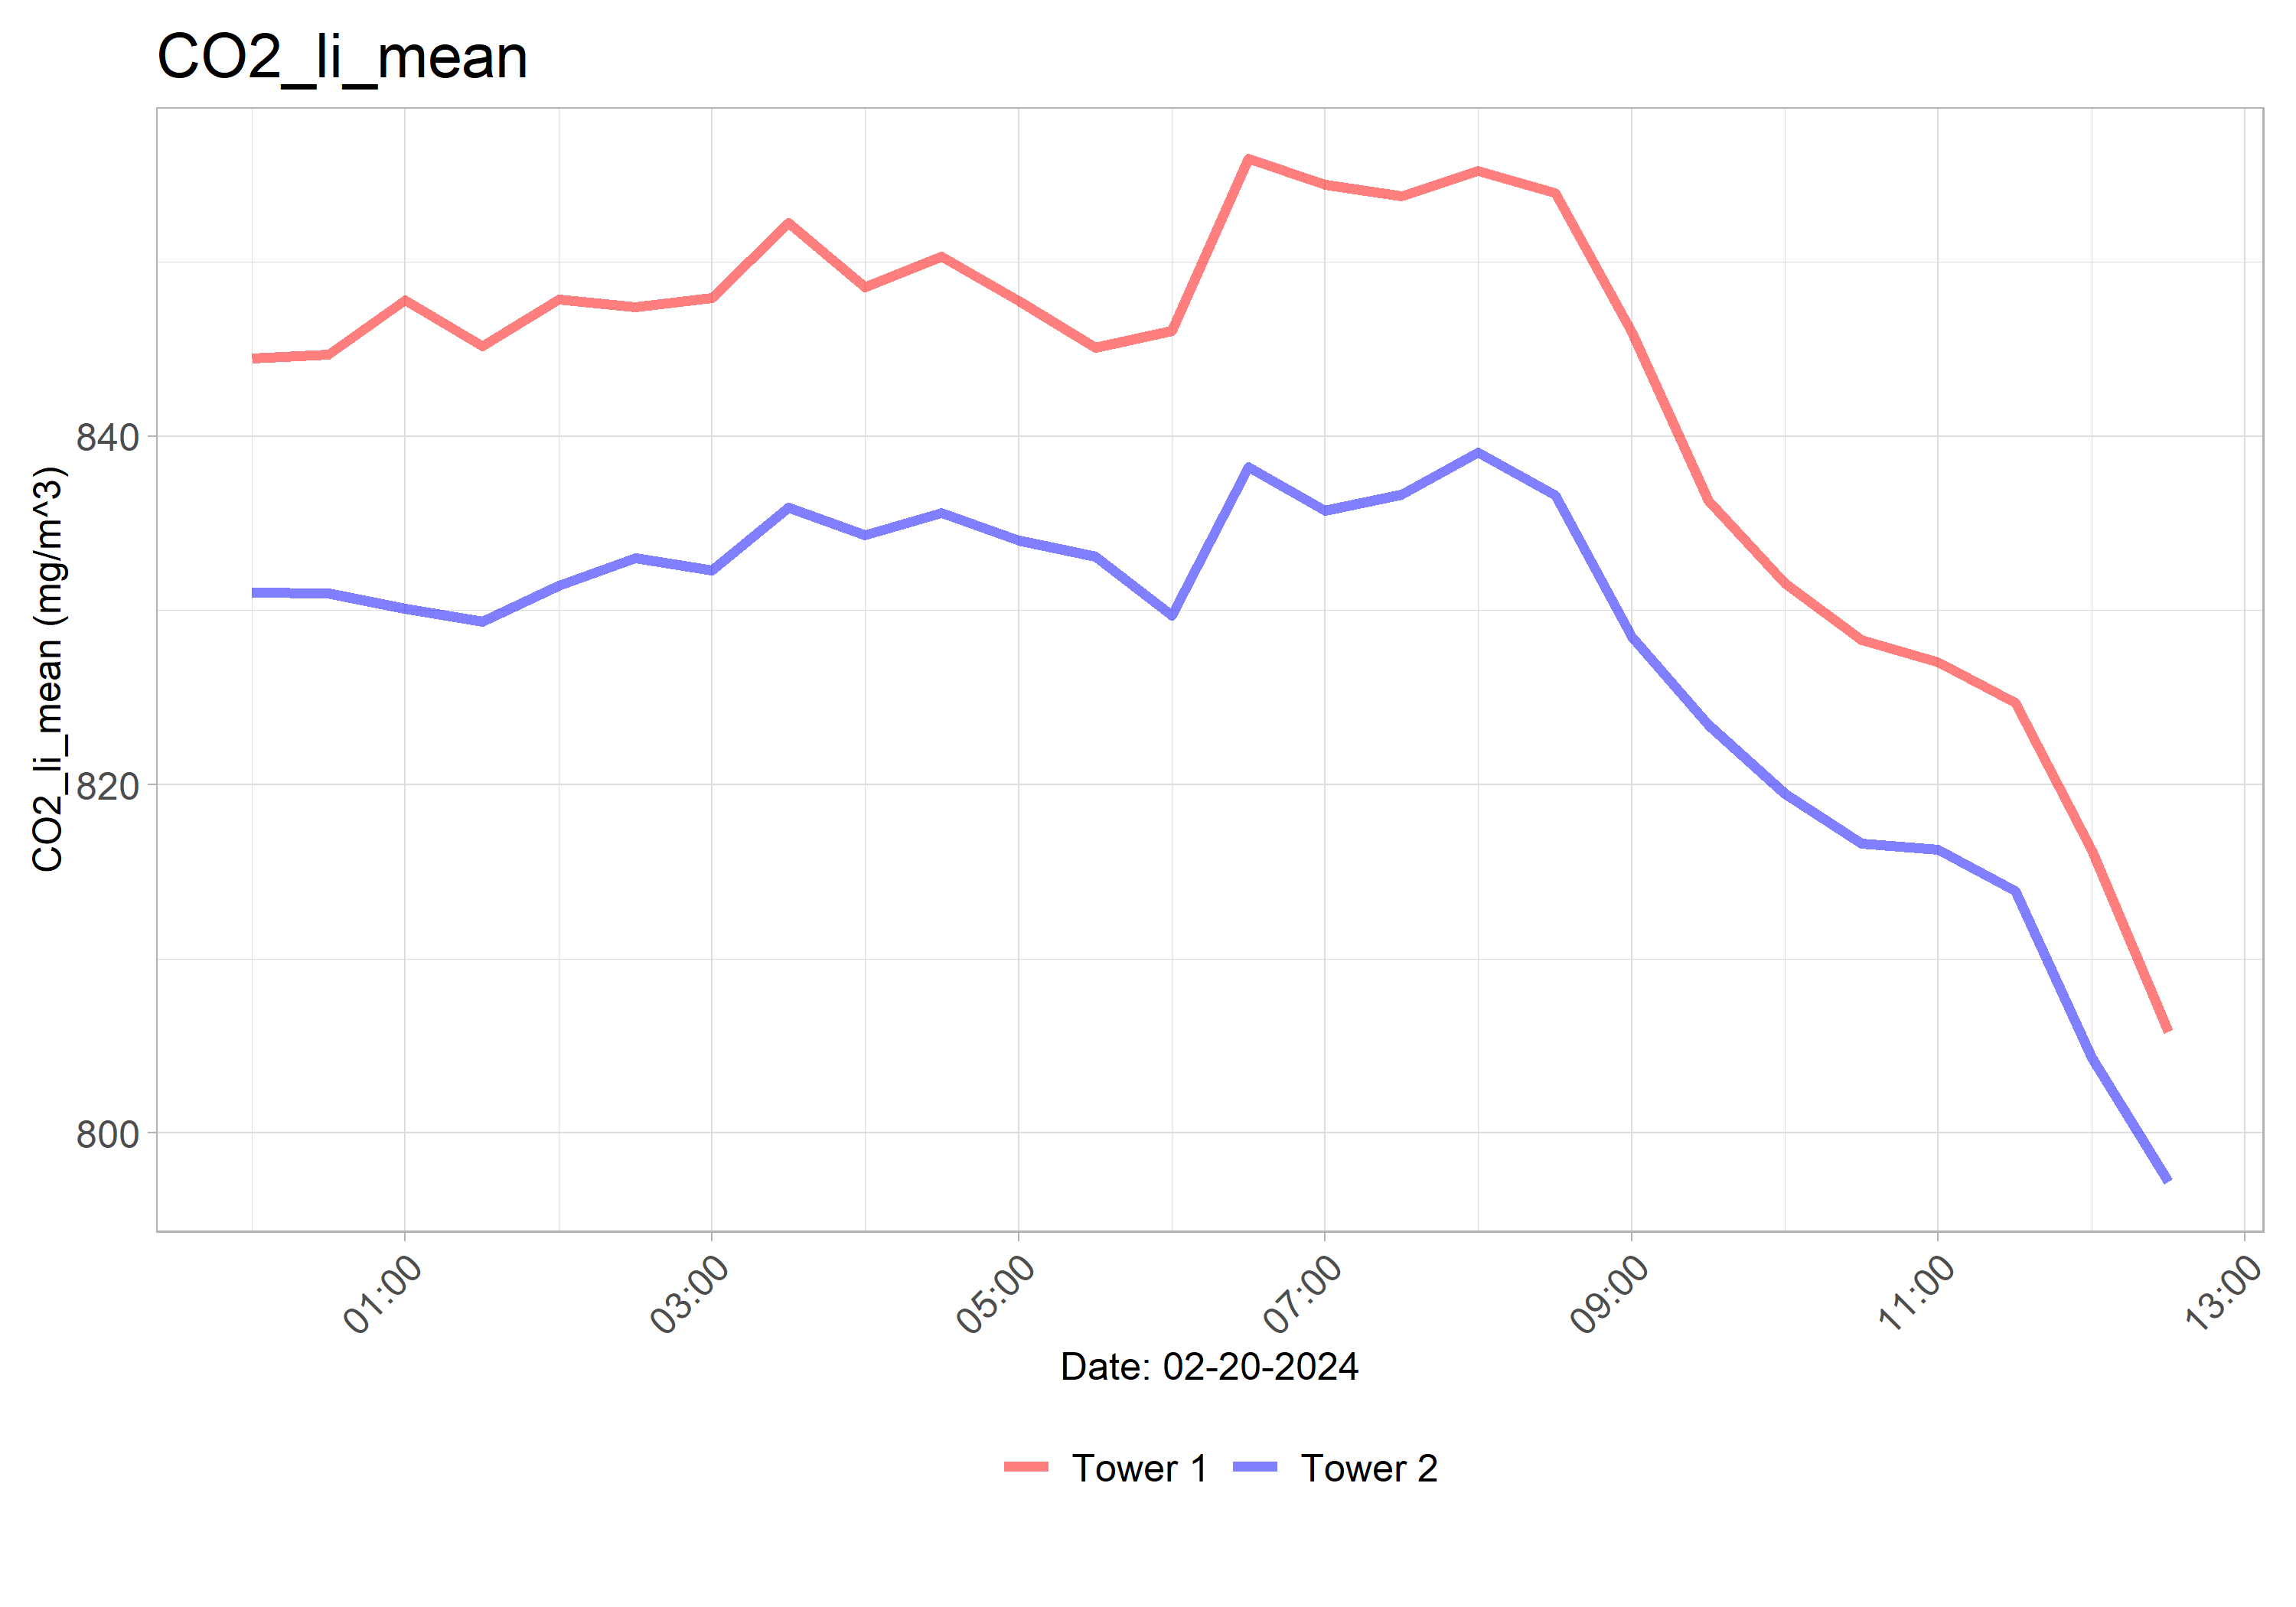 CO2_li_mean
CO2_li_mean (mg/m^3)
840
820
800
01:00
03:00
05:00
07:00
09:00
11:00
13:00
Date: 02-20-2024
Tower 1
Tower 2